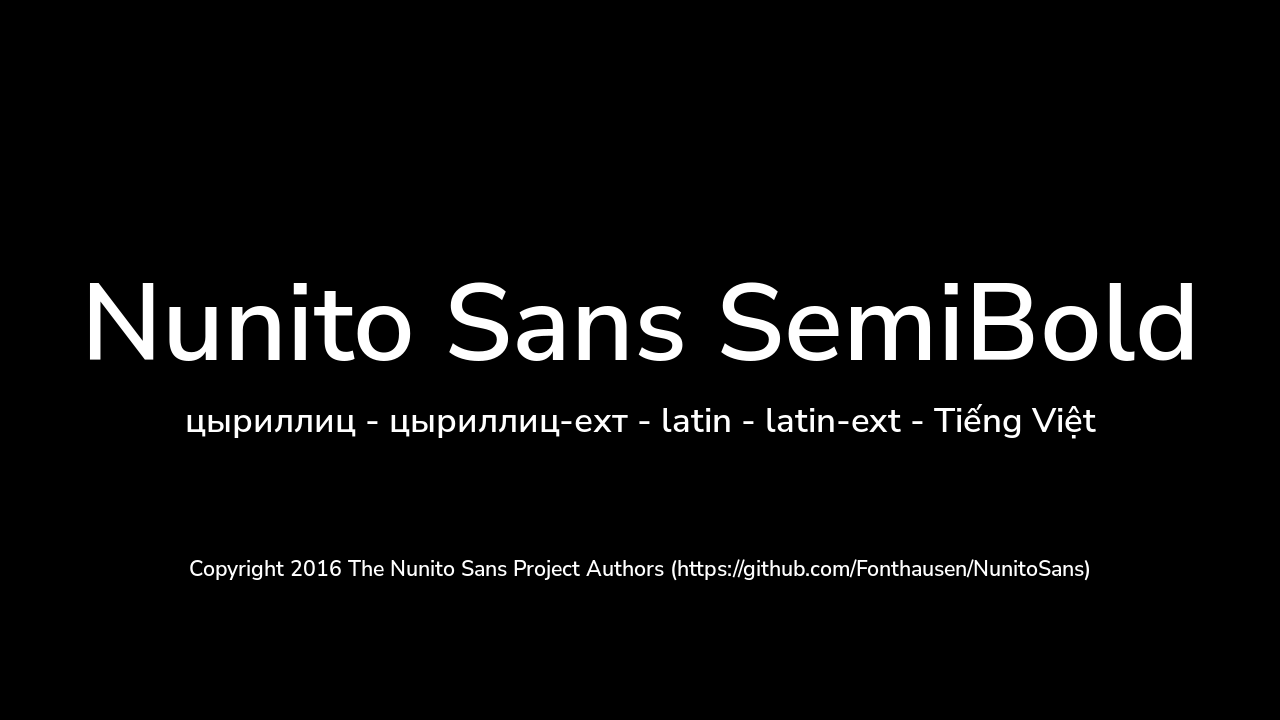 Nunito Sans SemiBold
цыриллиц - цыриллиц-ехт - latin - latin-ext - Tiếng Việt
Copyright 2016 The Nunito Sans Project Authors (https://github.com/Fonthausen/NunitoSans)